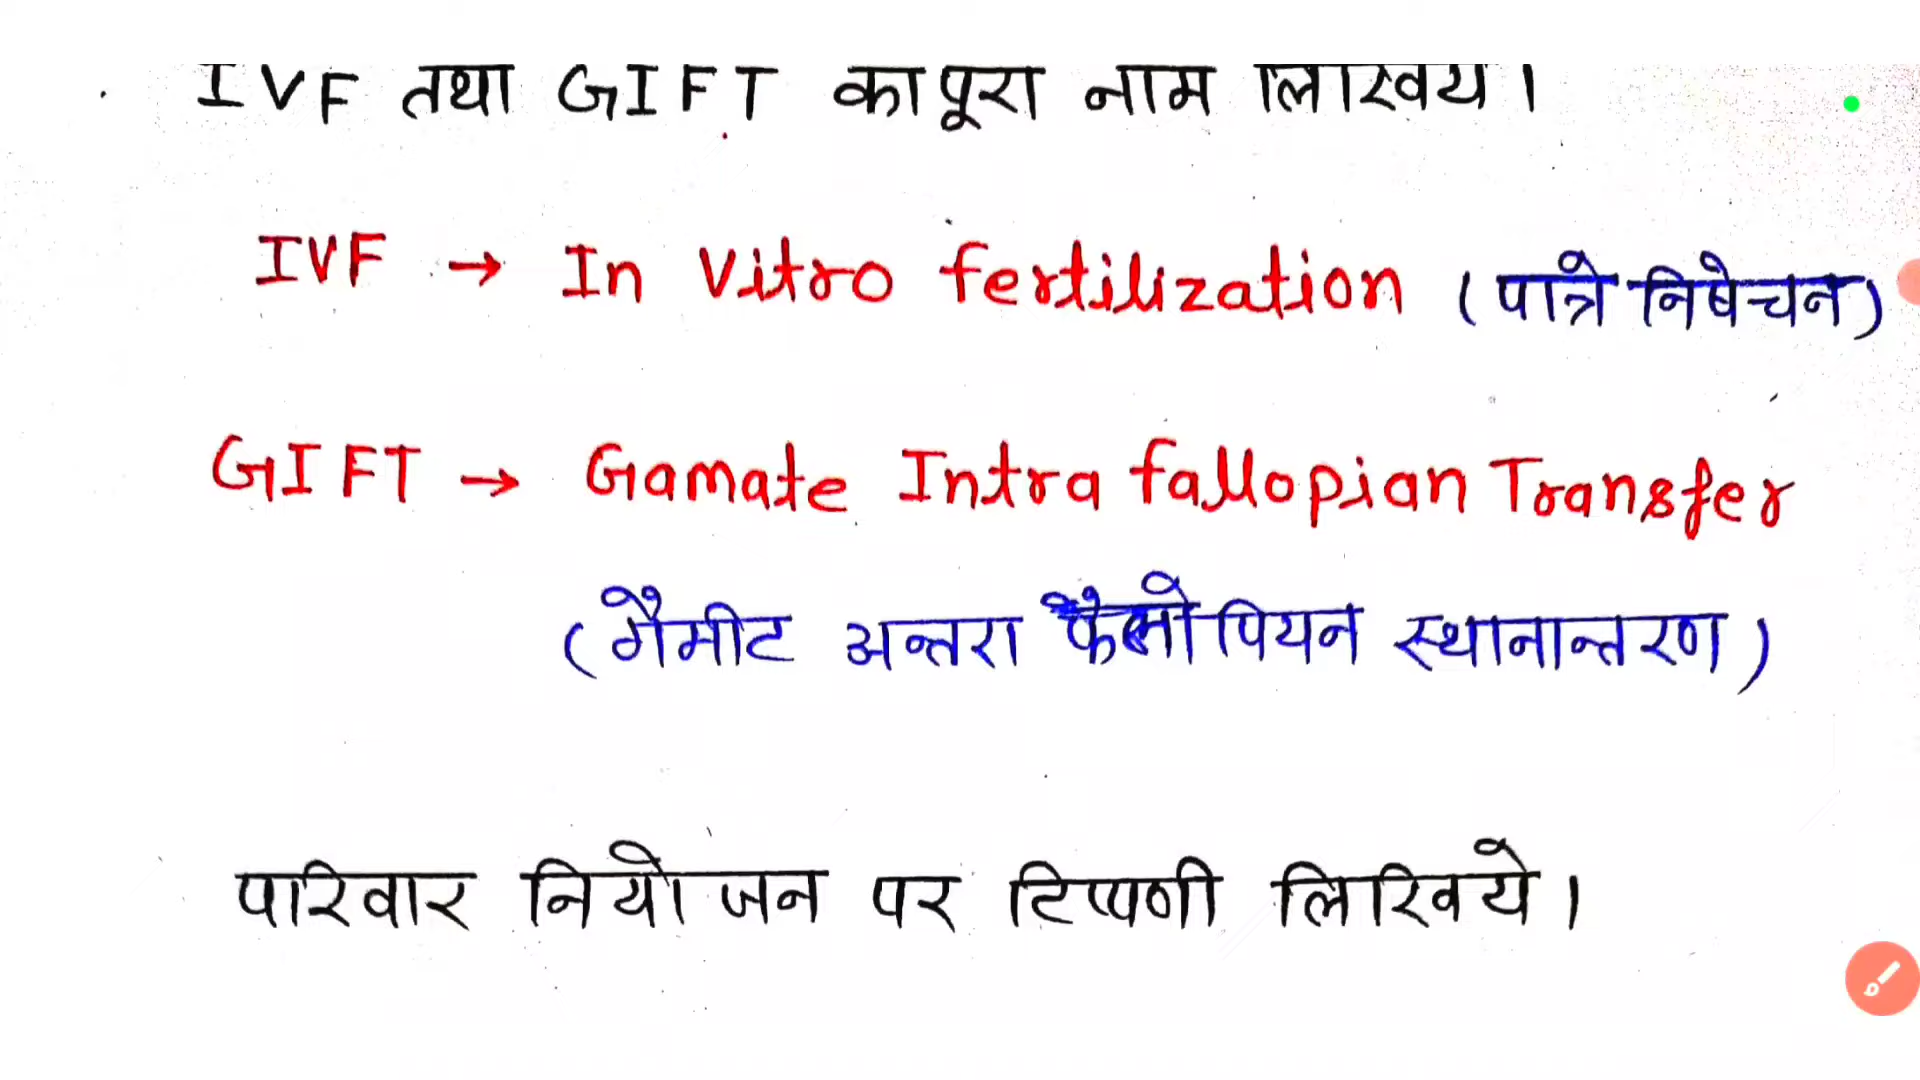 IVF तथा GIFT का पूरा नाम लिखिये।
IVF → In Vitro fertilization (पात्रे निषेचन)
GIFT → Gamate Intra fallopian Transfer
(गैमीट अन्तरा फैलोपियन स्थानान्तरण)
परिवार नियोजन पर टिप्पणी लिखिये।